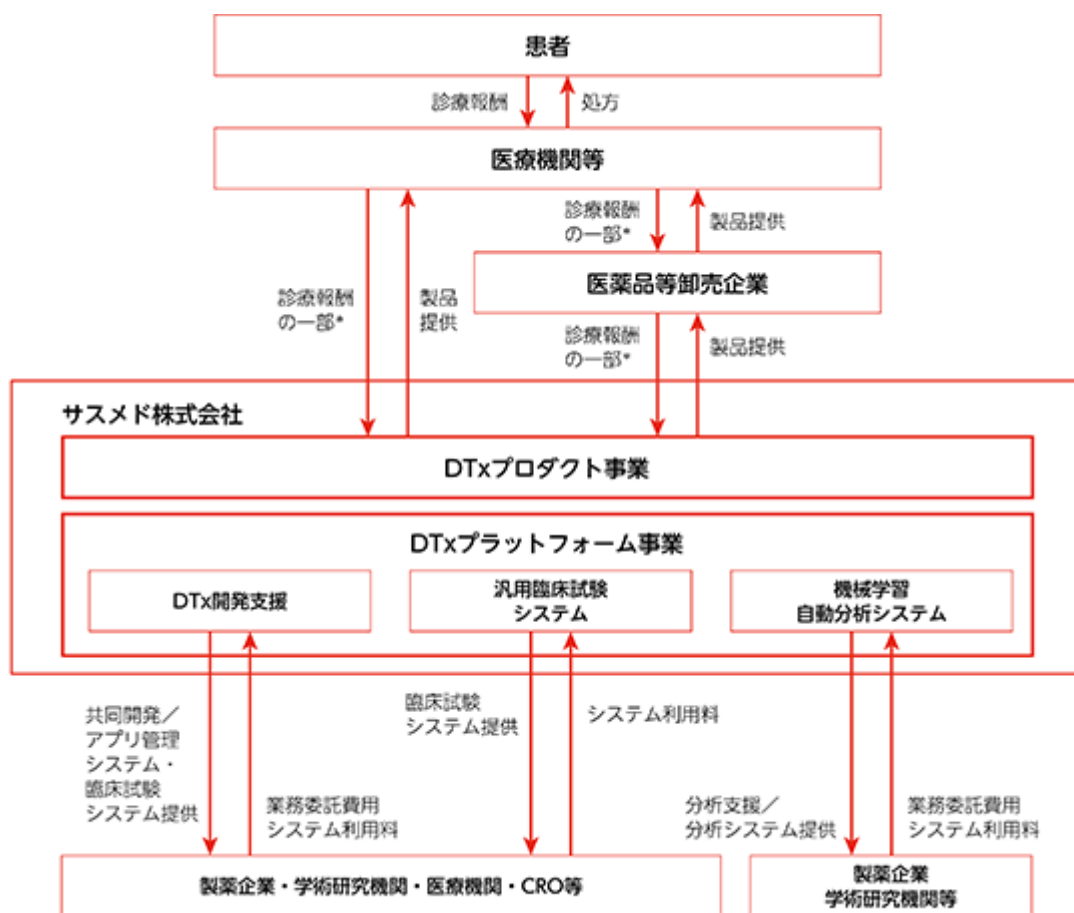 患者
診療報酬
処方
医療機関等
診療報酬
の一部*
製品提供
医薬品等卸売企業
診療報酬
の一部*
製品
提供
診療報酬
の一部*
製品提供
サスメド株式会社
DTxプロダクト事業
DTxプラットフォーム事業
DTx開発支援
汎用臨床試験
システム
機械学習
自動分析システム
共同開発／
アプリ管理
システム・
臨床試験
システム提供
業務委託費用
システム利用料
臨床試験
システム提供
システム利用料
分析支援／
分析システム提供
業務委託費用
システム利用料
製薬企業・学術研究機関・医療機関・CRO等
製薬企業
学術研究機関等